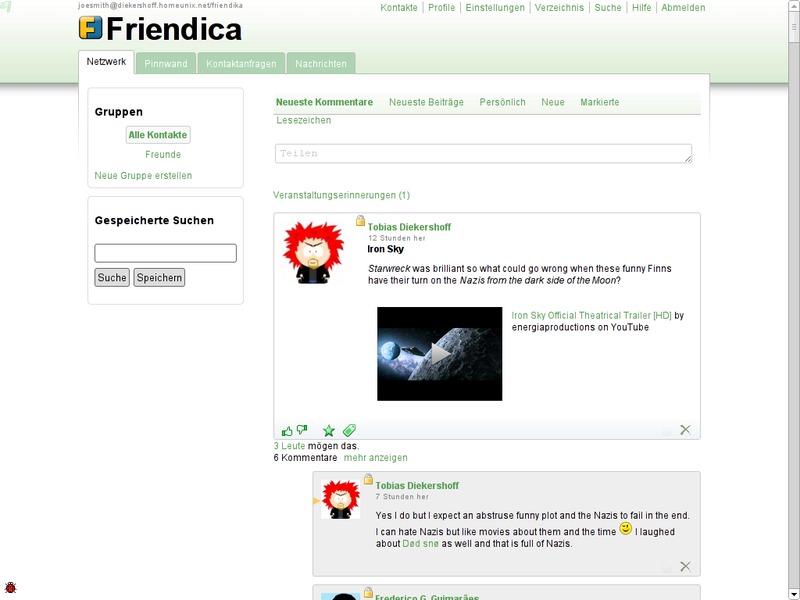 joesmith@diekershoff.homeunix.net/friendika
Kontakte Profile Einstellungen Verzeichnis Suche Hilfe Abmelden
Friendica
Netzwerk Pinnwand Kontaktanfragen Nachrichten
Gruppen
Alle Kontakte
Freunde
Neue Gruppe erstellen
Gespeicherte Suchen
Suche Speichern
Neueste Kommentare Neueste Beiträge Persönlich Neue Markierte
Lesezeichen
Teilen
Veranstaltungserinnerungen (1)
Tobias Diekershoff
12 Stunden her
Iron Sky
Starwreck was brilliant so what could go wrong when these funny Finns
have their turn on the Nazis from the dark side of the Moon?
Iron Sky Official Theatrical Trailer [HD] by
energiaproductions on YouTube
3 Leute mögen das.
6 Kommentare mehr anzeigen
Tobias Diekershoff
7 Stunden her
Yes I do but I expect an abstruse funny plot and the Nazis to fail in the end.
I can hate Nazis but like movies about them and the time I laughed
about Død snø as well and that is full of Nazis.
Frederico G. Guimarães